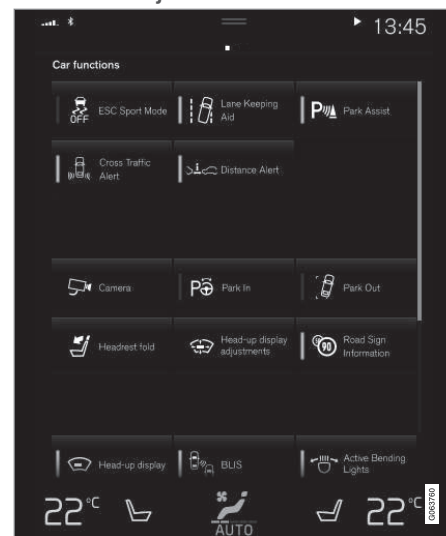 13:45
Car functions
OFF
ESC Sport Mode
Lane Keeping
Aid
P
Park Assist
Cross Traffic
Alert
Distance Alert
Camera
P
Park In
Park Out
Headrest fold
Head-up display
adjustments
90
Road Sign
Information
Head-up display
BLIS
Active Bending
Lights
22°C
AUTO
22°C
G063760